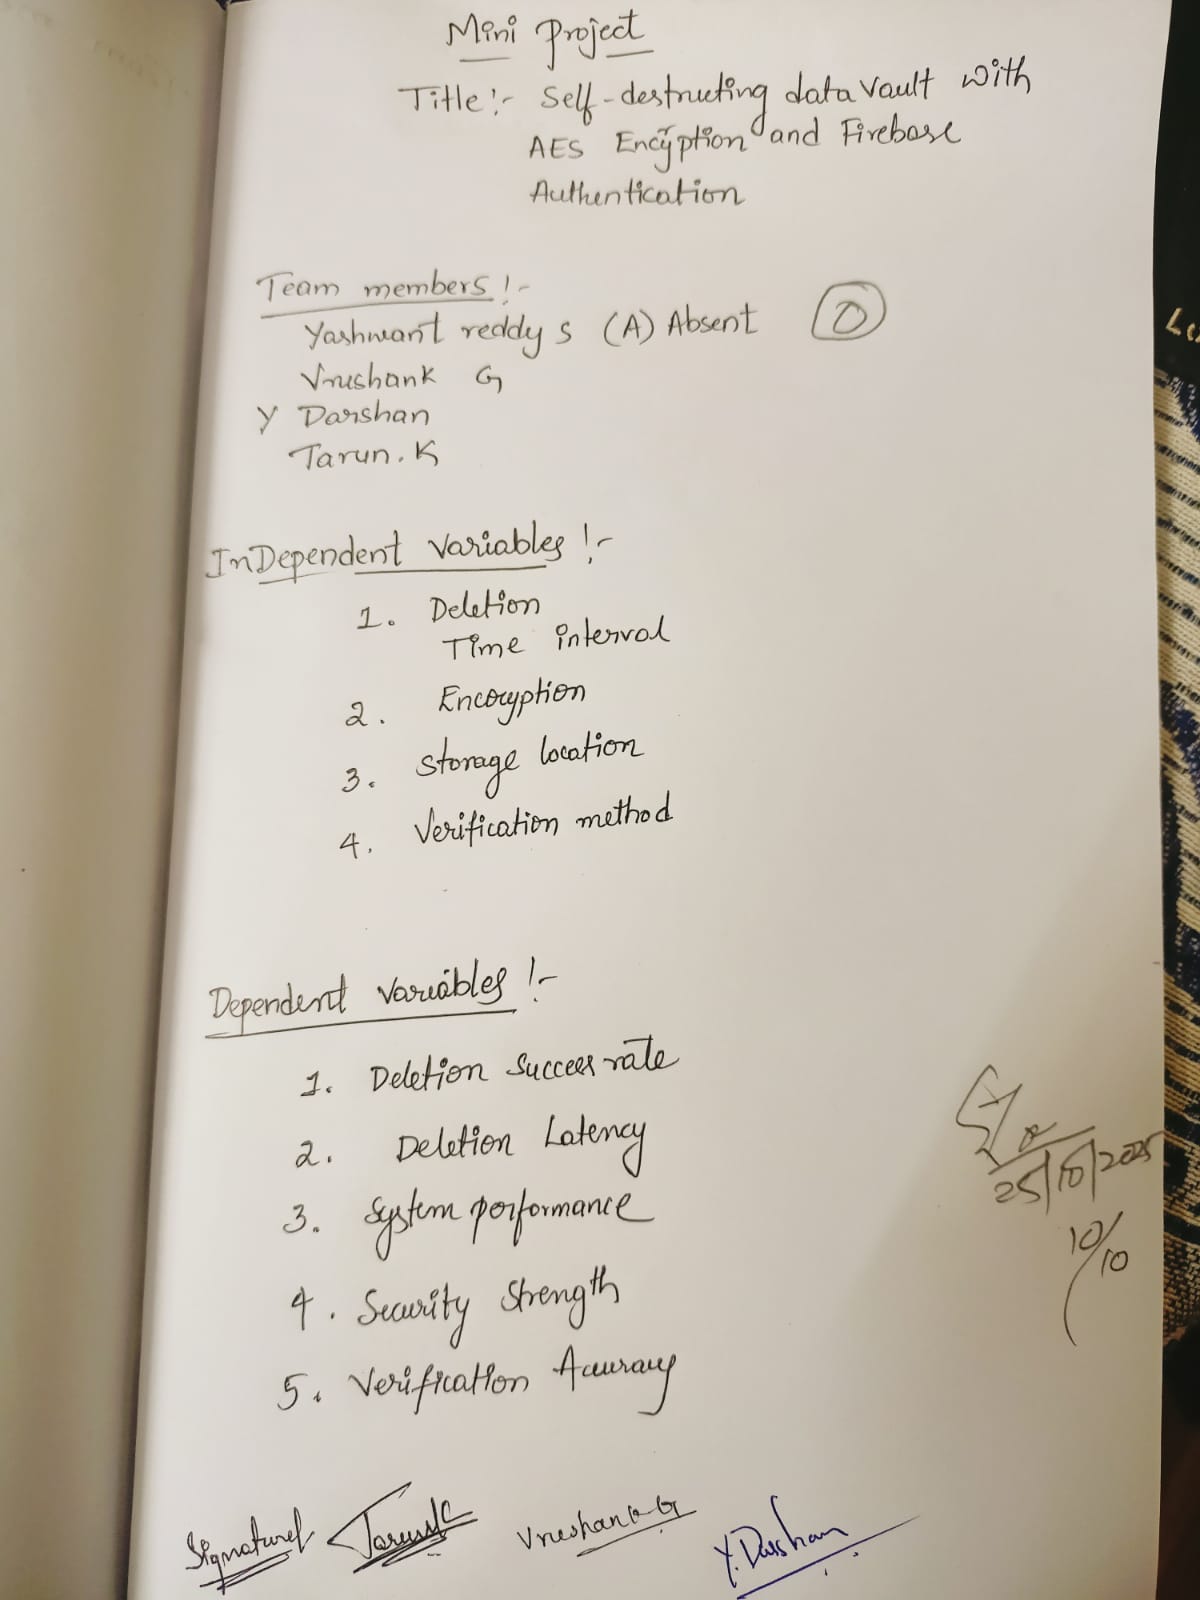 Mini Project
Title:- Self-destructing data Vault with
AES Encryption and Firebase
Authentication
Team members:-
Yashwant reddy s (A) Absent 0
Vrushank G
Y Darshan
Tarun.K
InDependent Variables:-
1. Deletion
Time interval
2. Encoryption
3. Storage location
4. Verification method
Dependent Variables:-
1. Deletion Success rate
2. Deletion Latency
3. System performance
4. Security Strength
5. Verification Accuracy
25/10/2025
10/10
Signature Tarun.K Vrushank G Y.Darshan